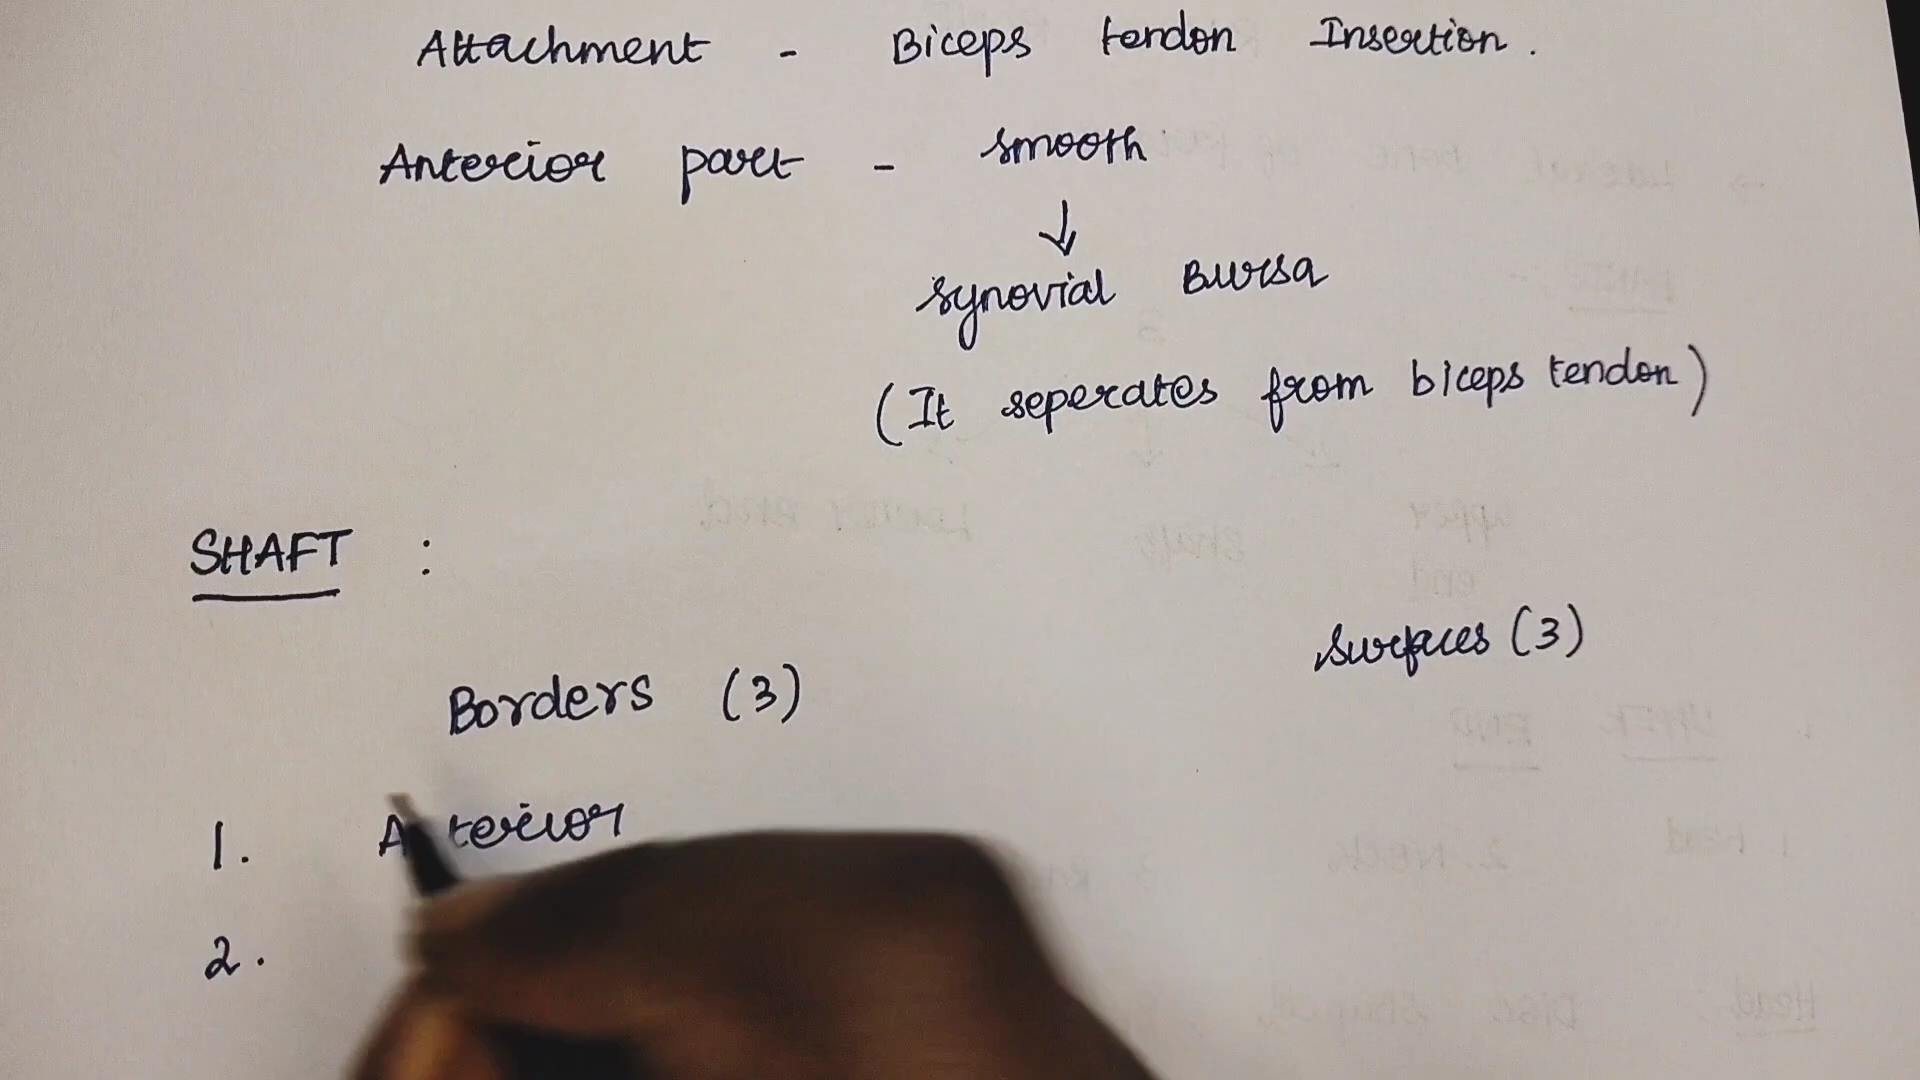 Attachment - Biceps tendon Insertion.
Anterior part - smooth
↓
synovial Bursa
(It seperates from biceps tendon)
SHAFT :
Borders (3)
surfaces (3)
1. Anterior
2.